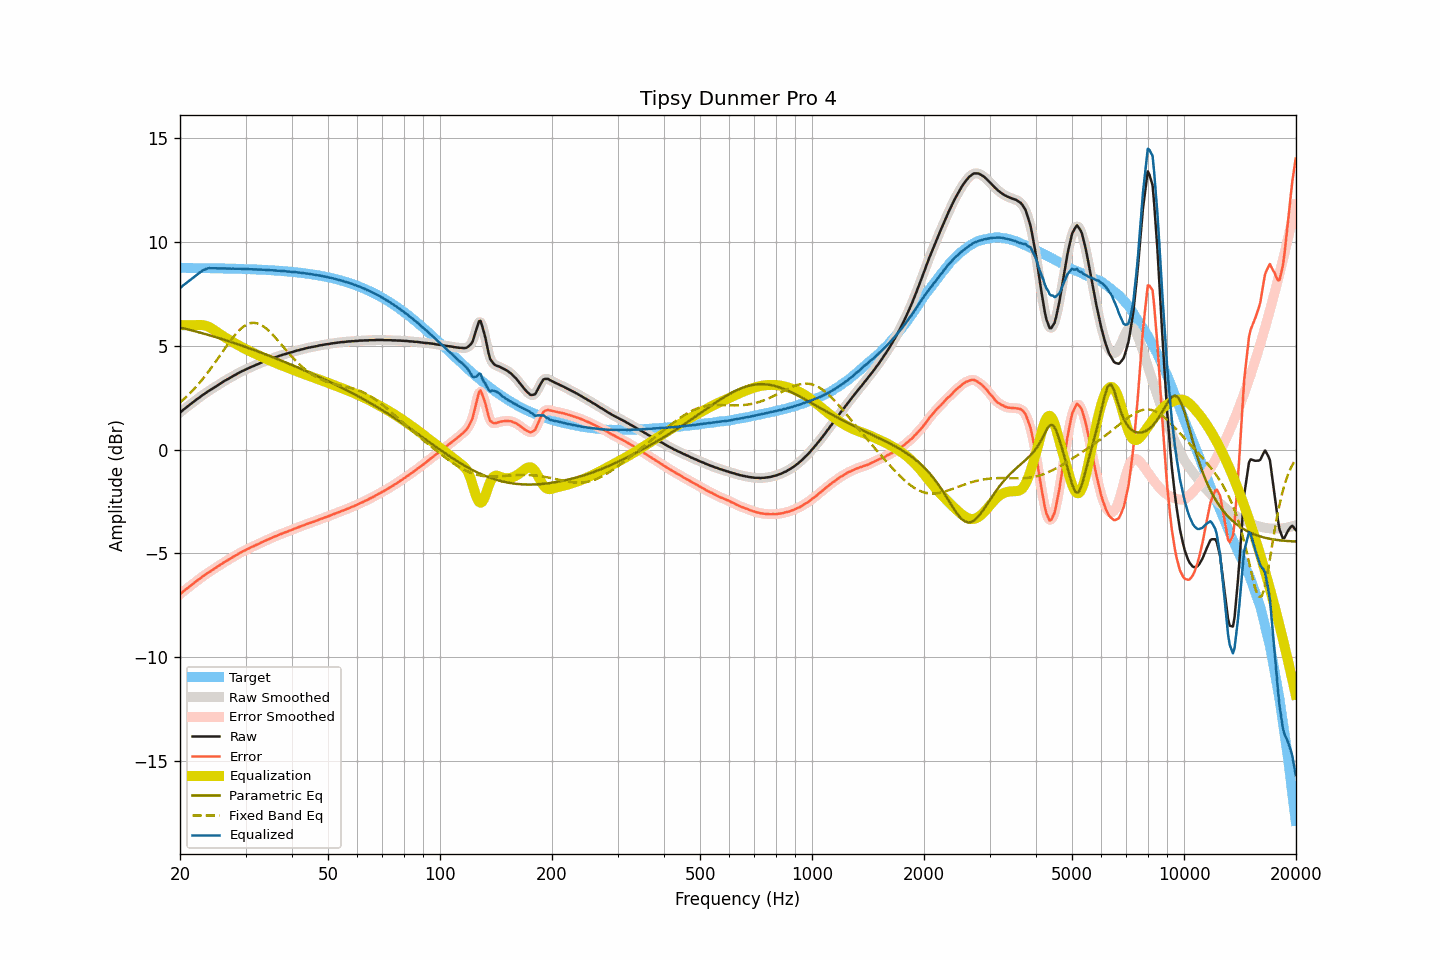 Tipsy Dunmer Pro 4
15
10
5
0
−5
−10
−15
Amplitude (dBr)
Target
Raw Smoothed
Error Smoothed
Raw
Error
Equalization
Parametric Eq
Fixed Band Eq
Equalized
20 50 100 200 500 1000 2000 5000 10000 20000
Frequency (Hz)